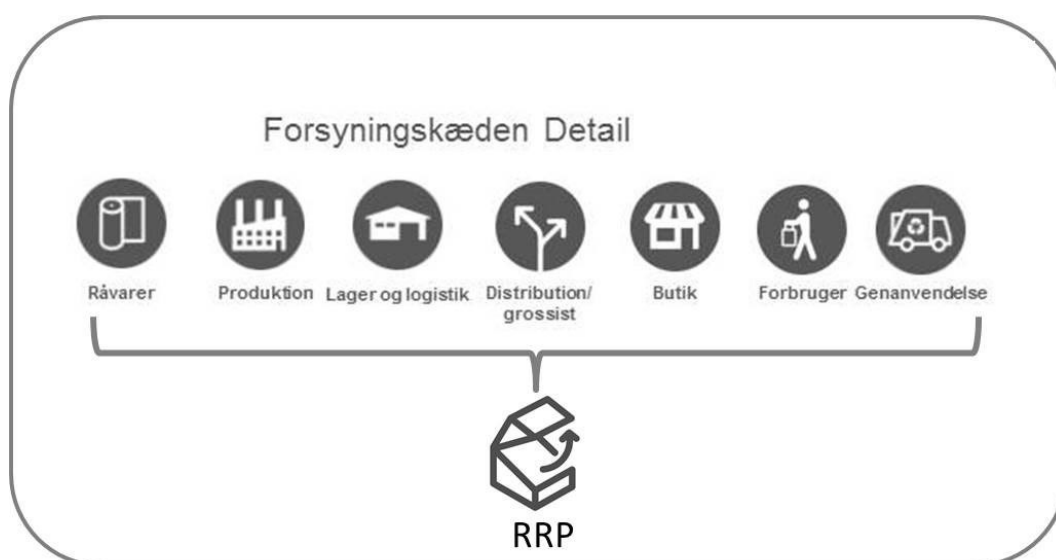 Forsyningskæden Detail
Råvarer
Produktion
Lager og logistik
Distribution/
grossist
Butik
Forbruger
Genanvendelse
RRP